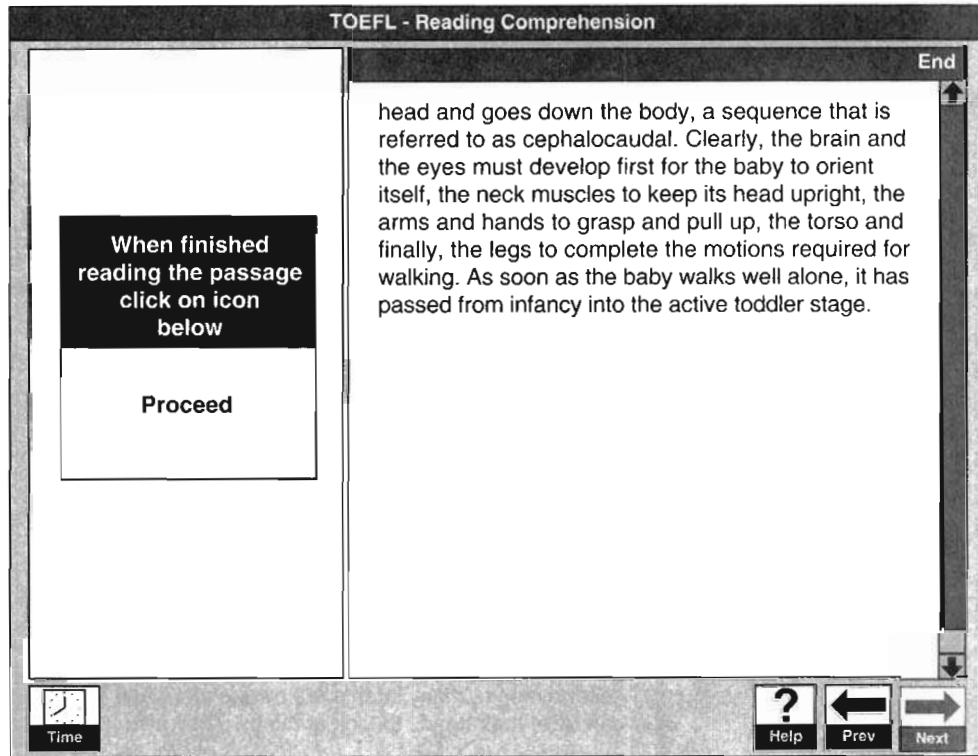 TOEFL - Reading Comprehension
End
When finished
reading the passage
click on icon
below
Proceed
head and goes down the body, a sequence that is
referred to as cephalocaudal. Clearly, the brain and
the eyes must develop first for the baby to orient
itself, the neck muscles to keep its head upright, the
arms and hands to grasp and pull up, the torso and
finally, the legs to complete the motions required for
walking. As soon as the baby walks well alone, it has
passed from infancy into the active toddler stage.
Time
?
Help
Prev
Next